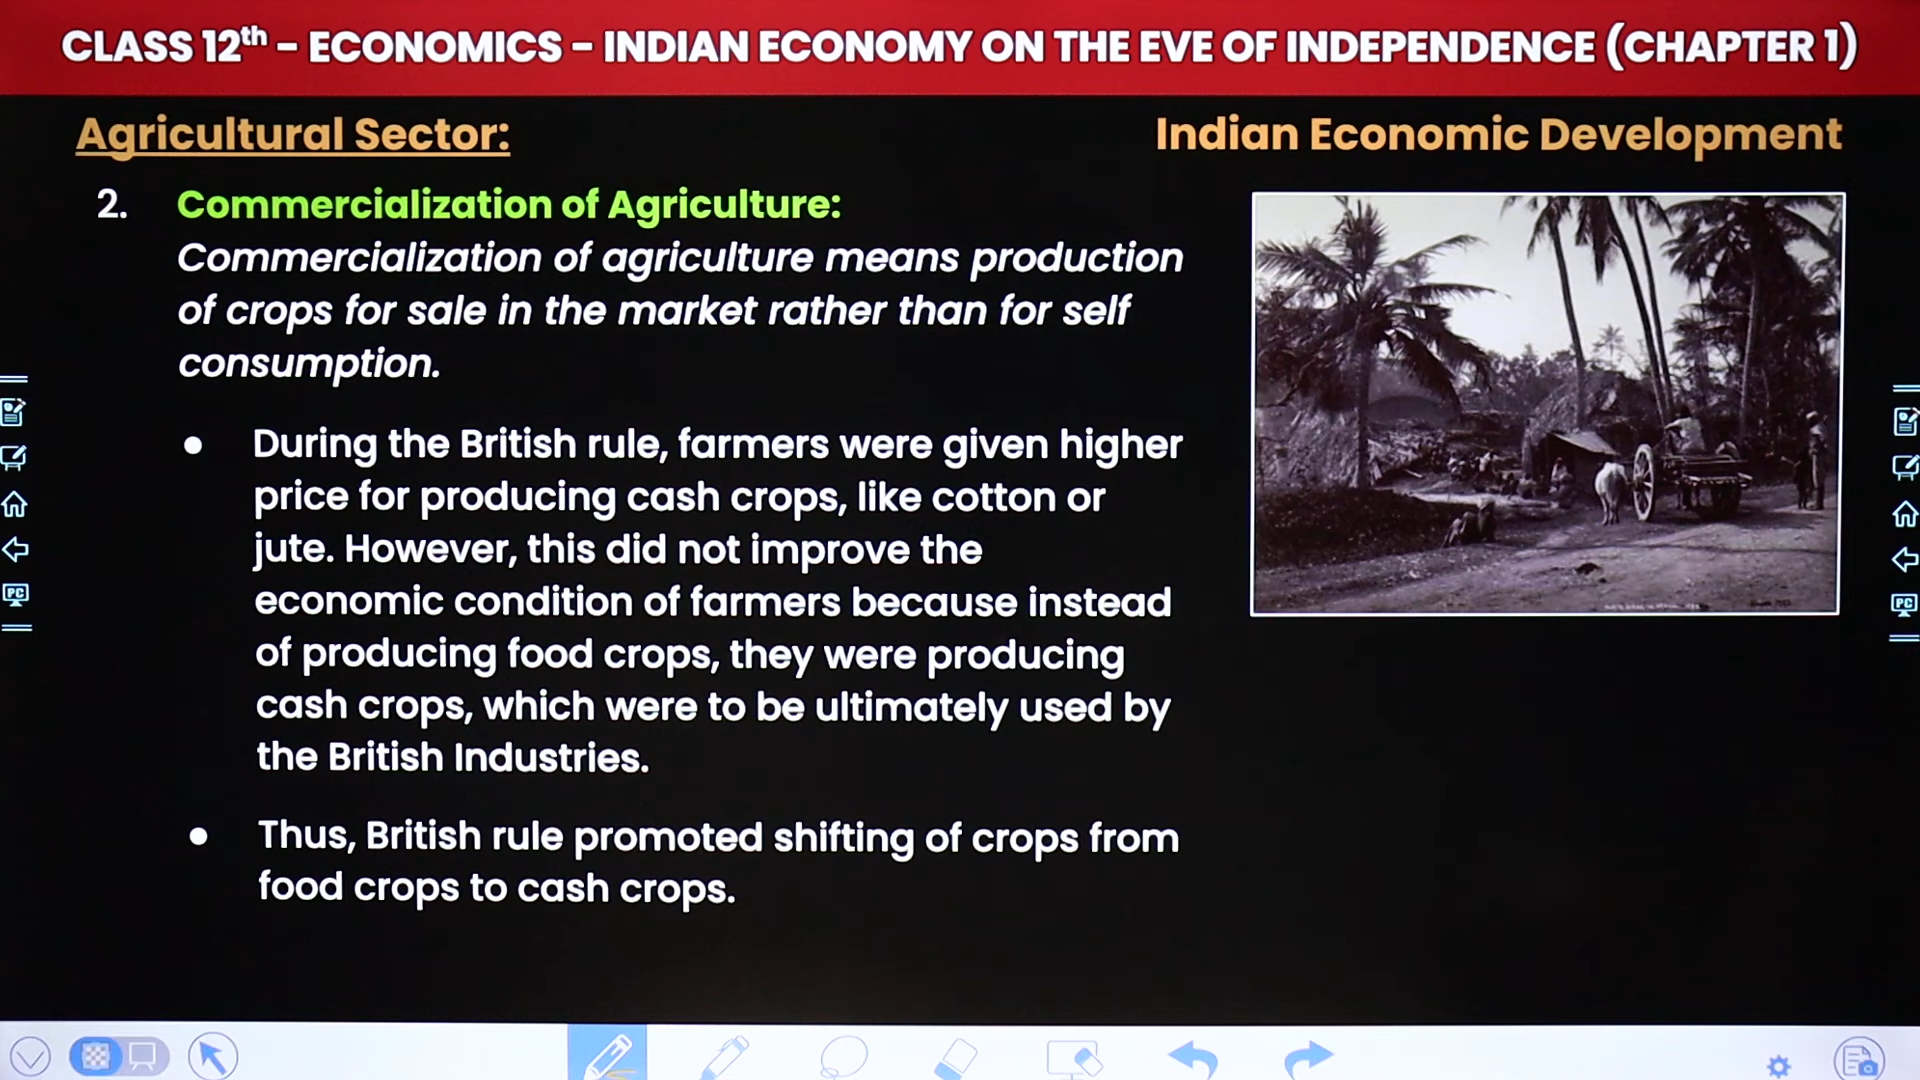 CLASS 12th – ECONOMICS – INDIAN ECONOMY ON THE EVE OF INDEPENDENCE (CHAPTER 1)
Agricultural Sector:
Indian Economic Development
2. Commercialization of Agriculture:
Commercialization of agriculture means production
of crops for sale in the market rather than for self
consumption.
● During the British rule, farmers were given higher
price for producing cash crops, like cotton or
jute. However, this did not improve the
economic condition of farmers because instead
of producing food crops, they were producing
cash crops, which were to be ultimately used by
the British Industries.
● Thus, British rule promoted shifting of crops from
food crops to cash crops.
PC
PC